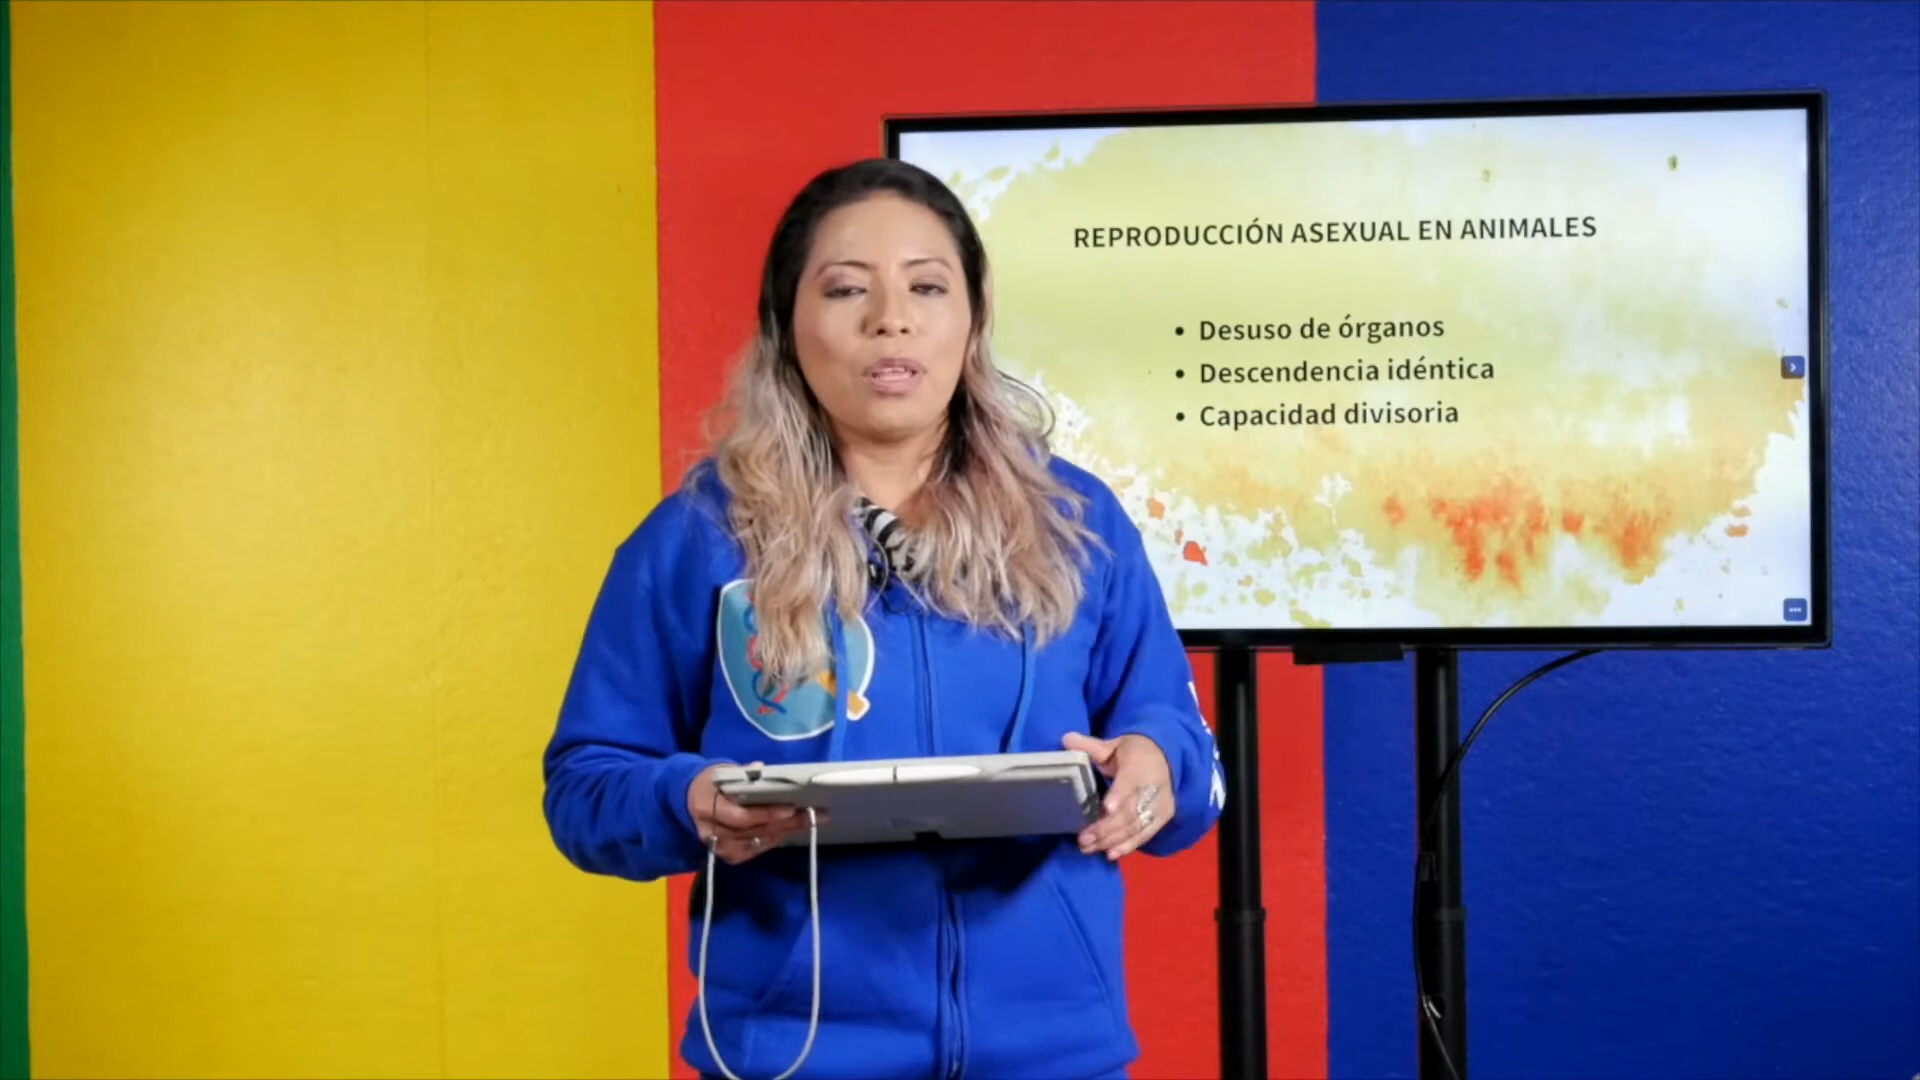 REPRODUCCIÓN ASEXUAL EN ANIMALES
• Desuso de órganos
• Descendencia idéntica
• Capacidad divisoria